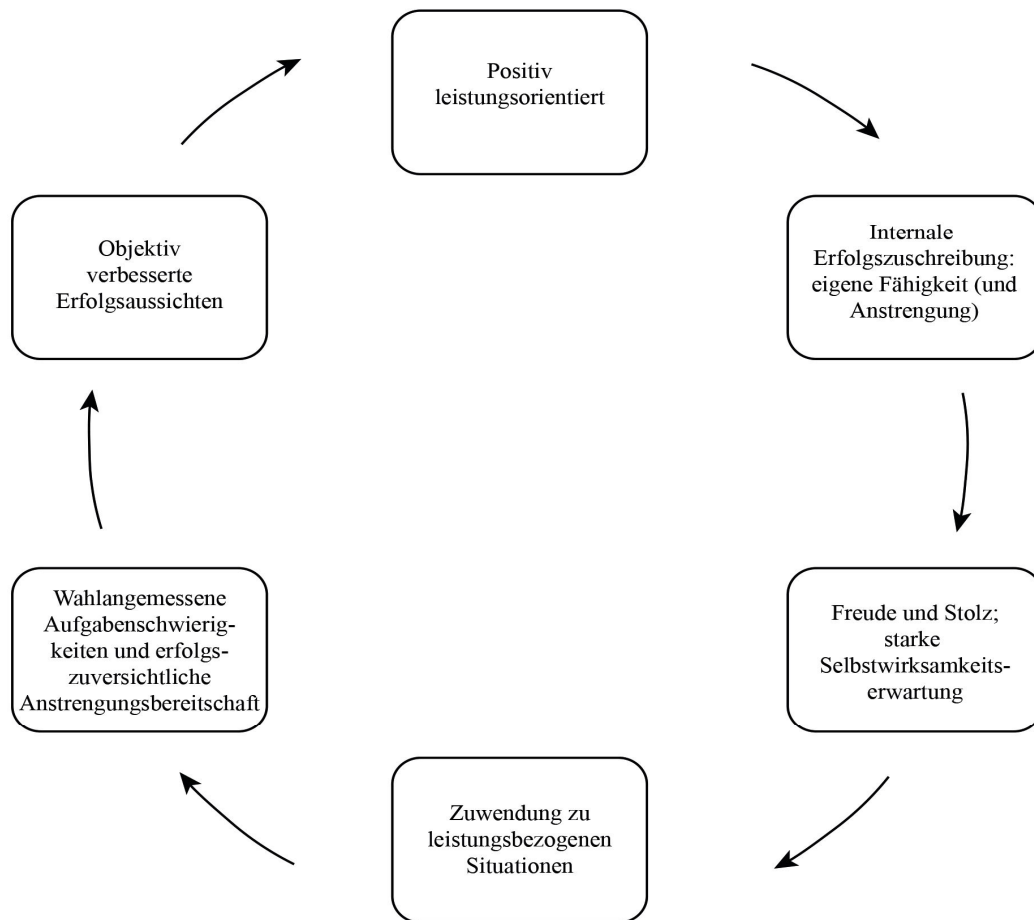 Positiv
leistungsorientiert
Internale
Erfolgszuschreibung:
eigene Fähigkeit (und
Anstrengung)
Freude und Stolz;
starke
Selbstwirksamkeits-
erwartung
Zuwendung zu
leistungsbezogenen
Situationen
Wahlangemessene
Aufgabenschwierig-
keiten und erfolgs-
zuversichtliche
Anstrengungsbereitschaft
Objektiv
verbesserte
Erfolgsaussichten